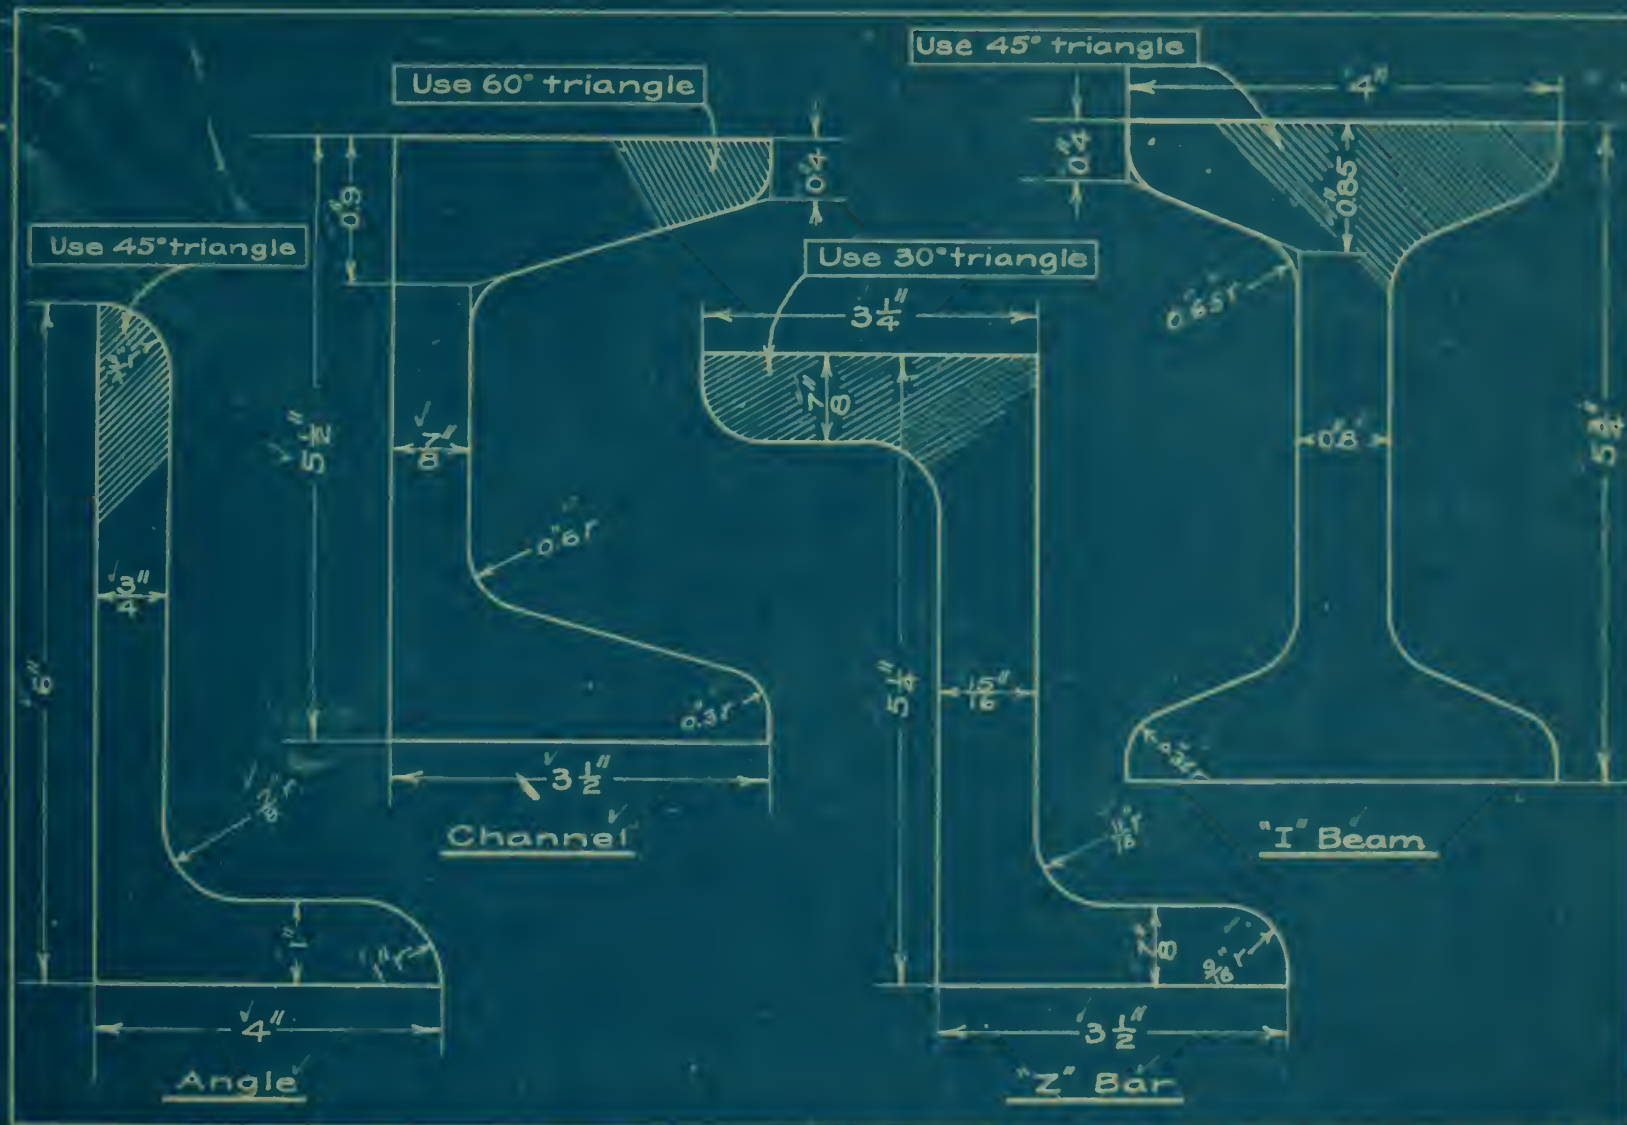 Use 45° triangle
Use 60° triangle
4"
0".4
0".9
0".4
0".85
Use 45° triangle
Use 30° triangle
3 1/4"
0".65 r
7/8"
5 1/2"
7/8"
0".8
5 3/4"
0".6 r
3/4"
6"
5 1/4"
15/16"
0".3 r
3 1/2"
7/8" r
Channel
11/16" r
"I" Beam
1"
1" r
7/8"
9/16" r
4"
3 1/2"
Angle
"Z" Bar